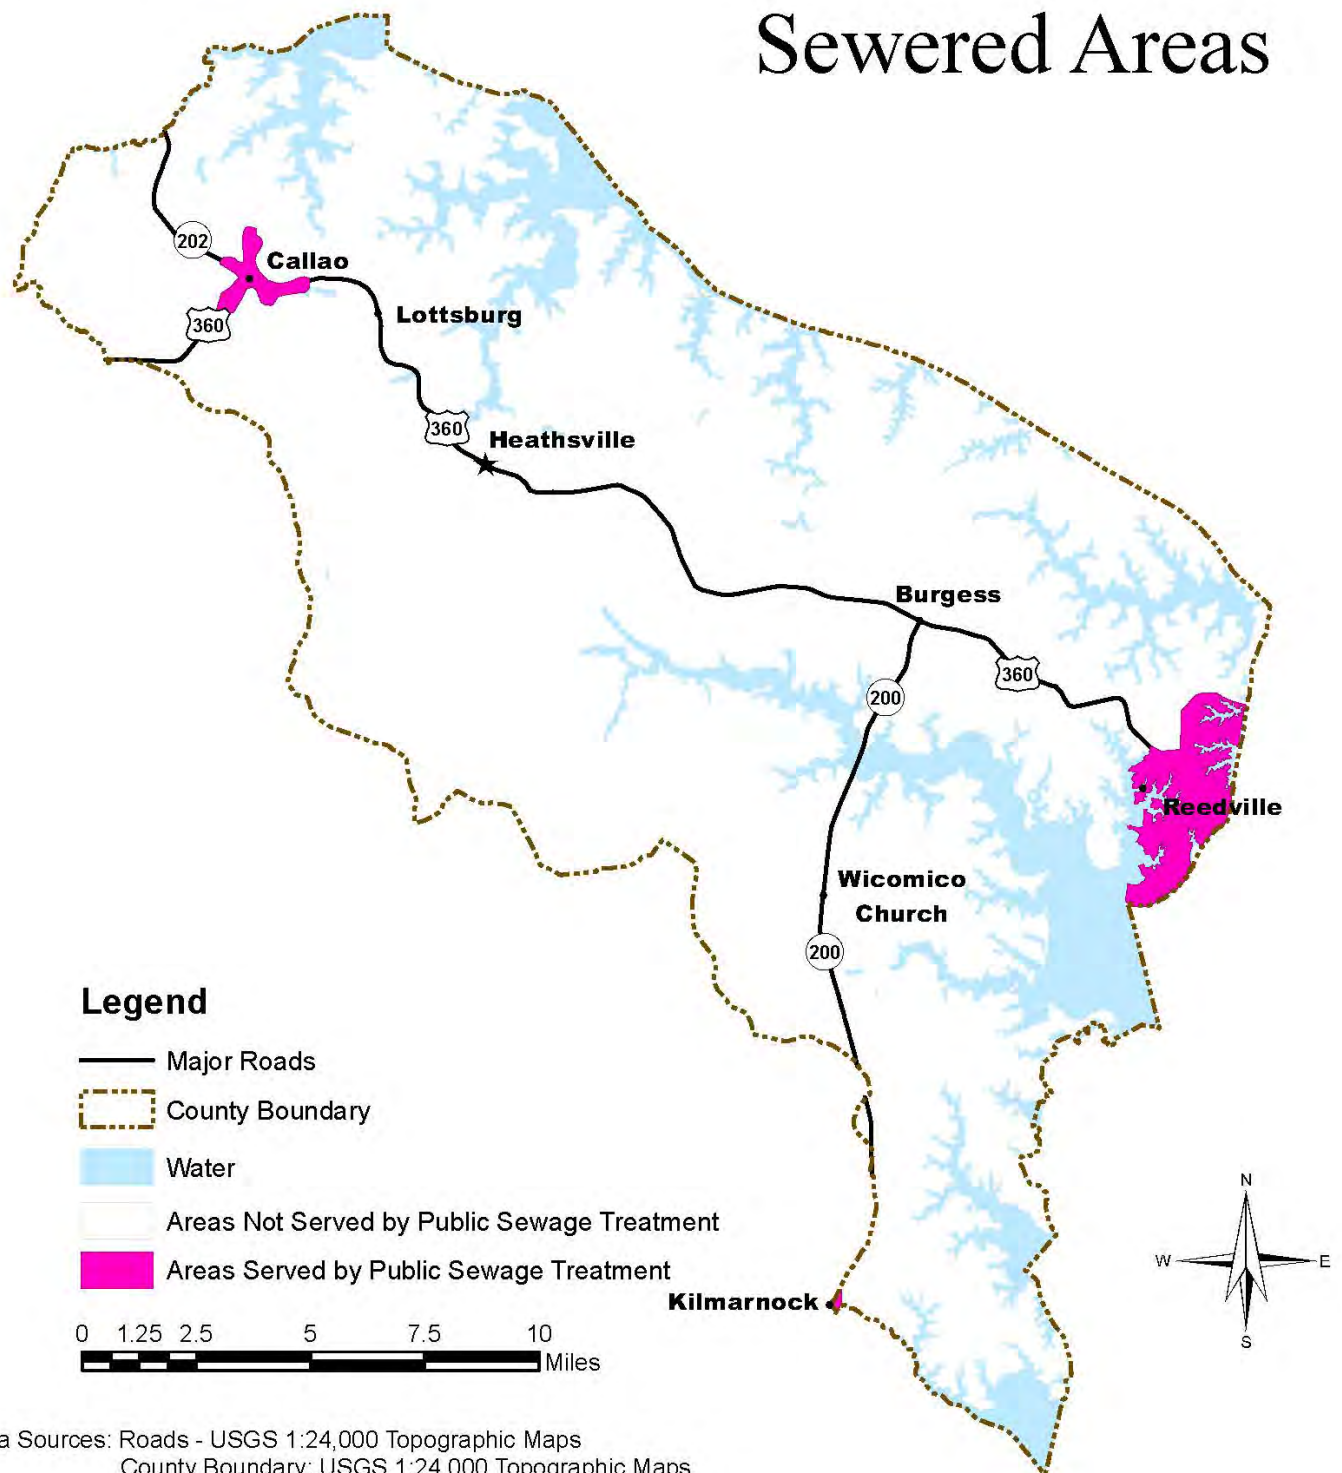 Sewered Areas
202
Callao
360
Lottsburg
360
Heathsville
Burgess
360
200
Reedville
Wicomico
Church
200
Legend
Major Roads
County Boundary
Water
Areas Not Served by Public Sewage Treatment
Areas Served by Public Sewage Treatment
N
W E
S
Kilmarnock
0 1.25 2.5 5 7.5 10
Miles
a Sources: Roads - USGS 1:24,000 Topographic Maps
County Boundary: USGS 1:24,000 Topographic Maps